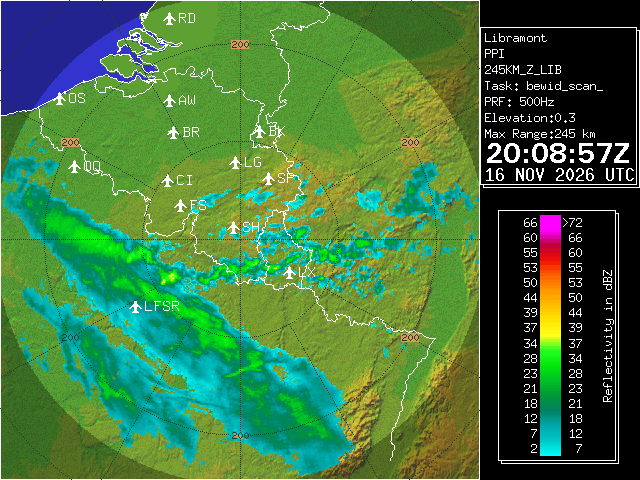 RD
200
OS
AW
BR
BK
200
200
QQ
LG
CI
SP
FS
SH
LX
LFSR
200
200
200
Libramont
PPI
245KM_Z_LIB
Task: bewid_scan_
PRF: 500Hz
Elevation:0.3
Max Range:245 km
20:08:57Z
16 NOV 2026 UTC
66 >72
60 66
55 60
53 55
50 53
44 50
39 44
37 39
34 37
28 34
23 28
21 23
18 21
12 18
7 12
2 7
Reflectivity in dBZ